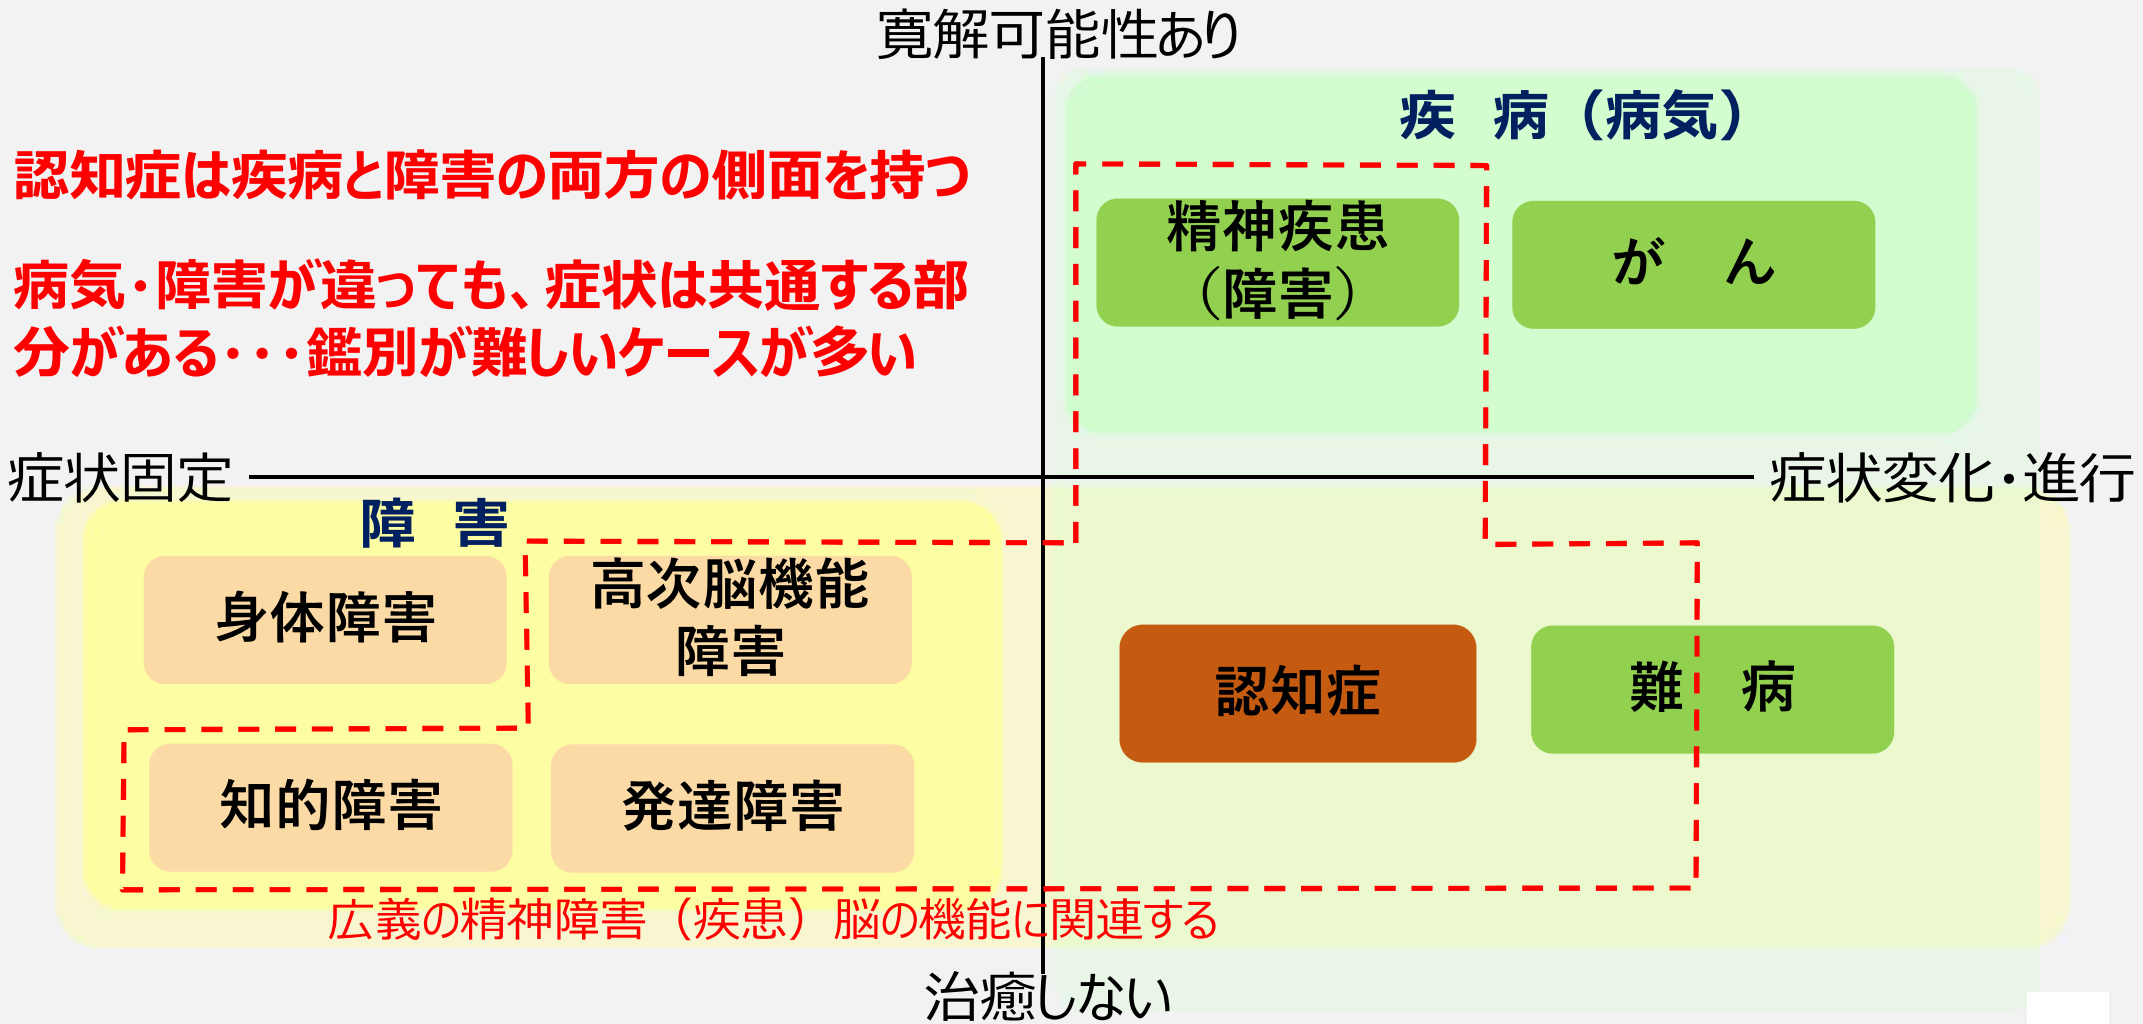 寛解可能性あり
疾 病（病気）
認知症は疾病と障害の両方の側面を持つ
病気・障害が違っても、症状は共通する部
分がある・・・鑑別が難しいケースが多い
精神疾患
（障害）
が ん
症状固定
症状変化・進行
障 害
身体障害
高次脳機能
障害
認知症
難 病
知的障害
発達障害
広義の精神障害（疾患）脳の機能に関連する
治癒しない